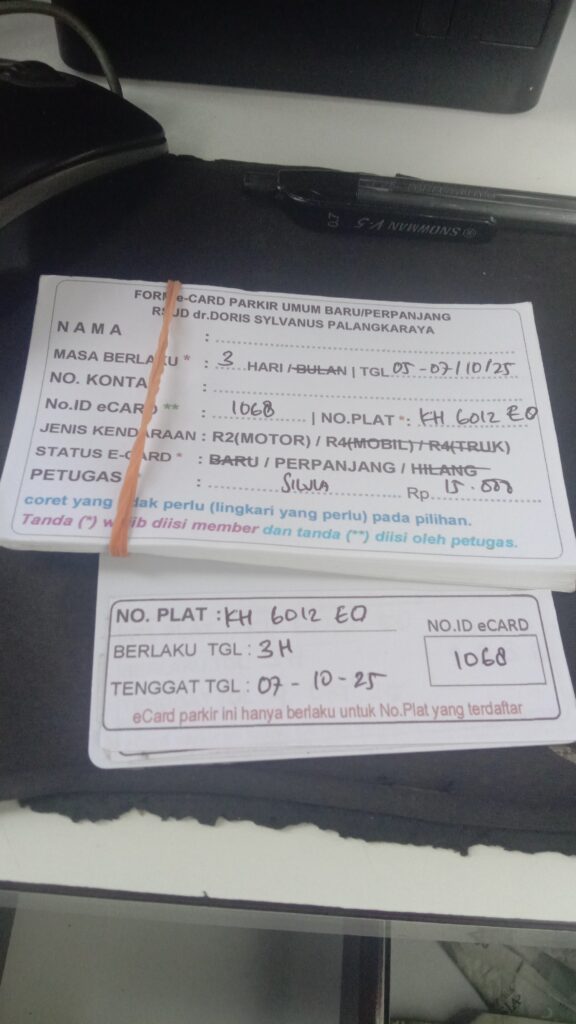 SNOWMAN V-5 0.7
FORM e-CARD PARKIR UMUM BARU/PERPANJANG
RSUD dr.DORIS SYLVANUS PALANGKARAYA
NAMA :
MASA BERLAKU * : 3 HARI / BULAN | TGL 05-07/10/25
NO. KONTAK :
No.ID eCARD ** : 1068 | NO.PLAT *: KH 6012 EO
JENIS KENDARAAN : R2(MOTOR) / R4(MOBIL) / R4(TRUK)
STATUS E-CARD * : BARU / PERPANJANG / HILANG
PETUGAS : Rp. 15.000
coret yang tidak perlu (lingkari yang perlu) pada pilihan.
Tanda (*) wajib diisi member dan tanda (**) diisi oleh petugas.
NO. PLAT : KH 6012 EO
BERLAKU TGL : 3H
TENGGAT TGL : 07-10-25
NO.ID eCARD
1068
eCard parkir ini hanya berlaku untuk No.Plat yang terdaftar